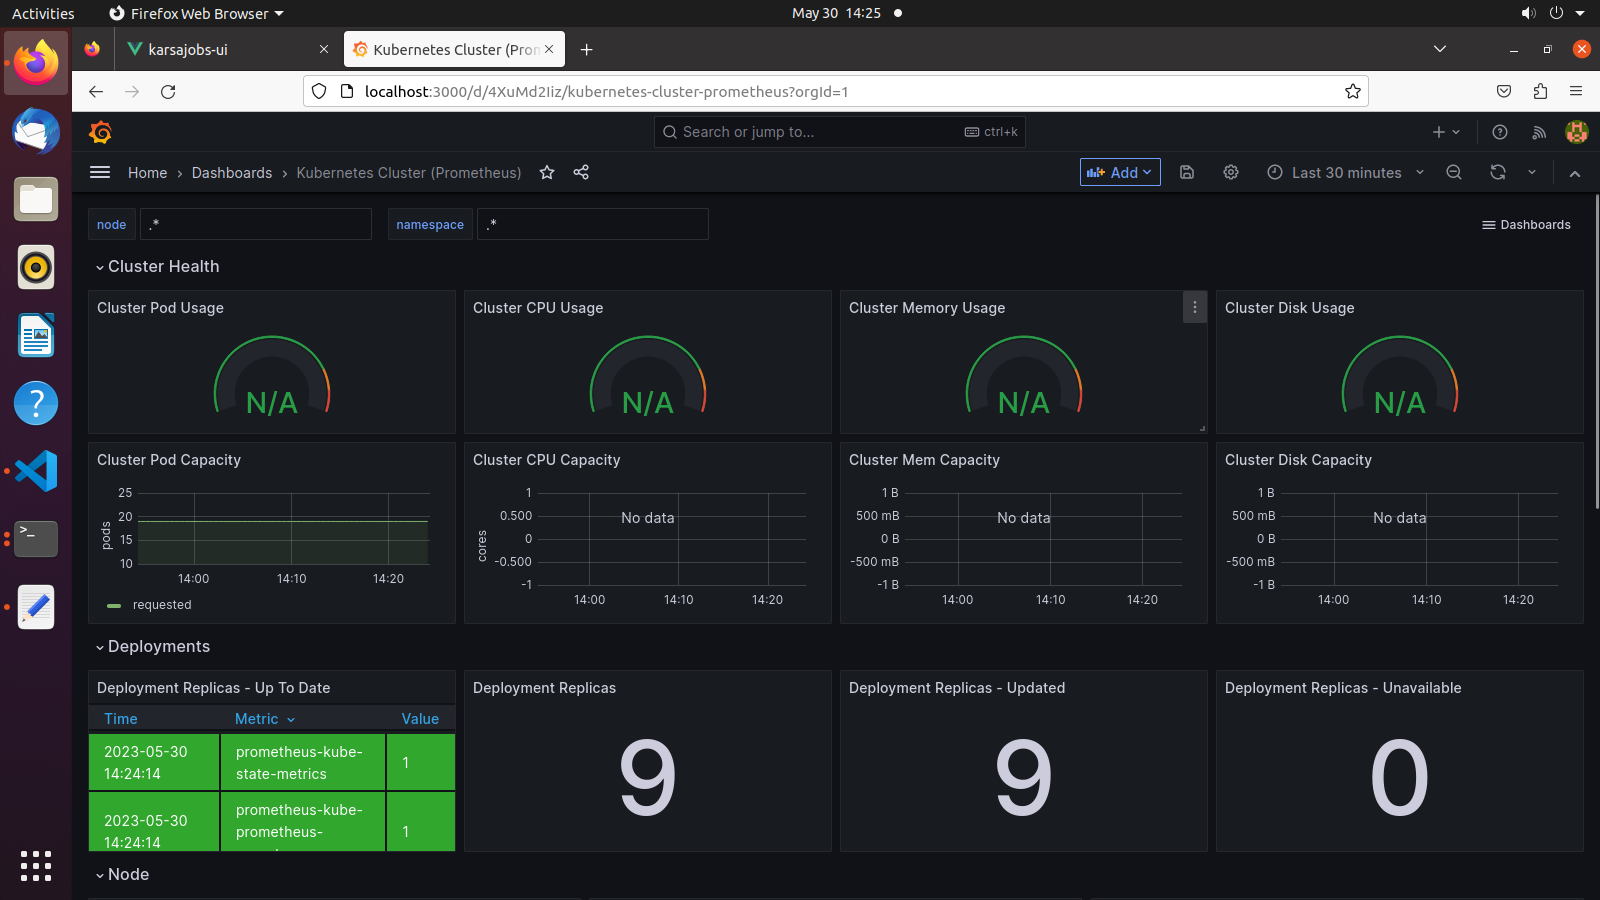 Activities
Firefox Web Browser
May 30 14:25
karsajobs-ui
Kubernetes Cluster (Prom
localhost:3000/d/4XuMd2Iiz/kubernetes-cluster-prometheus?orgId=1
Search or jump to...
ctrl+k
Home › Dashboards › Kubernetes Cluster (Prometheus)
Add
Last 30 minutes
node
.*
namespace
.*
Dashboards
Cluster Health
Cluster Pod Usage
N/A
Cluster CPU Usage
N/A
Cluster Memory Usage
N/A
Cluster Disk Usage
N/A
Cluster Pod Capacity
pods
25
20
15
10
14:00 14:10 14:20
requested
Cluster CPU Capacity
cores
1
0.500
0
-0.500
-1
No data
14:00 14:10 14:20
Cluster Mem Capacity
1 B
500 mB
0 B
-500 mB
-1 B
No data
14:00 14:10 14:20
Cluster Disk Capacity
1 B
500 mB
0 B
-500 mB
-1 B
No data
14:00 14:10 14:20
Deployments
Deployment Replicas - Up To Date
Time Metric Value
2023-05-30
14:24:14
prometheus-kube-
state-metrics
1
2023-05-30
14:24:14
prometheus-kube-
prometheus-
1
Deployment Replicas
9
Deployment Replicas - Updated
9
Deployment Replicas - Unavailable
0
Node